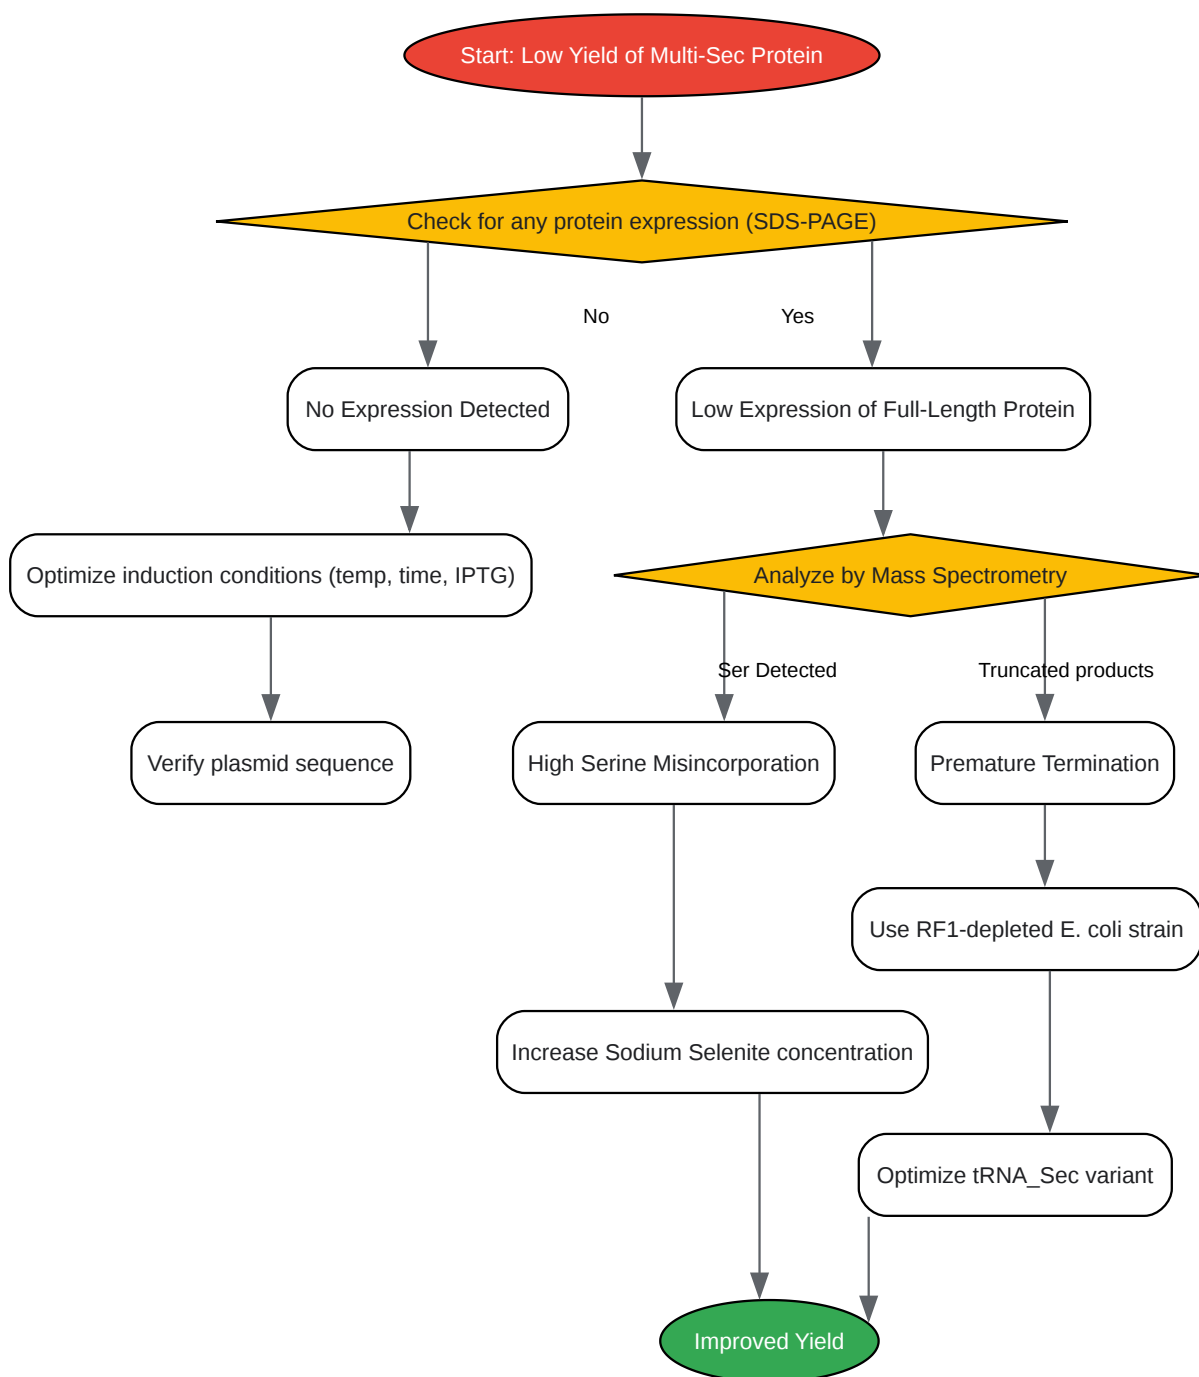 Start: Low Yield of Multi-Sec Protein
Check for any protein expression (SDS-PAGE)
No
Yes
No Expression Detected
Low Expression of Full-Length Protein
Optimize induction conditions (temp, time, IPTG)
Analyze by Mass Spectrometry
Ser Detected
Truncated products
Verify plasmid sequence
High Serine Misincorporation
Premature Termination
Use RF1-depleted E. coli strain
Increase Sodium Selenite concentration
Optimize tRNA_Sec variant
Improved Yield